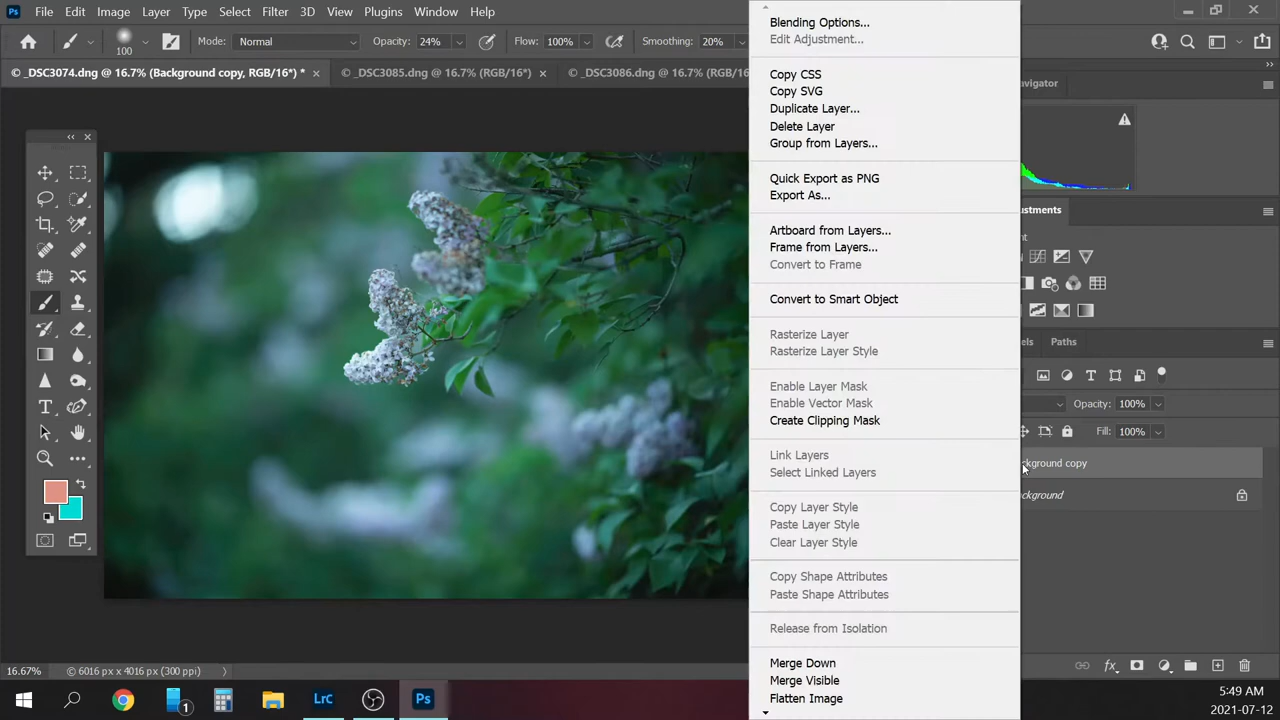 Ps File Edit Image Layer Type Select Filter 3D View Plugins Window Help
100 Mode: Normal Opacity: 24% Flow: 100% Smoothing: 20%
© _DSC3074.dng @ 16.7% (Background copy, RGB/16*) * © _DSC3085.dng @ 16.7% (RGB/16*) © _DSC3086.dng @ 16.7% (RGB/16*)
Blending Options...
Edit Adjustment...
Copy CSS
Copy SVG
Duplicate Layer...
Delete Layer
Group from Layers...
Quick Export as PNG
Export As...
Artboard from Layers...
Frame from Layers...
Convert to Frame
Convert to Smart Object
Rasterize Layer
Rasterize Layer Style
Enable Layer Mask
Enable Vector Mask
Create Clipping Mask
Link Layers
Select Linked Layers
Copy Layer Style
Paste Layer Style
Clear Layer Style
Copy Shape Attributes
Paste Shape Attributes
Release from Isolation
Merge Down
Merge Visible
Flatten Image
avigator
ustments
nt
els Paths
Opacity: 100%
Fill: 100%
kground copy
ckground
fx
16.67% © 6016 px x 4016 px (300 ppi)
1 Lrc Ps
5:49 AM
2021-07-12